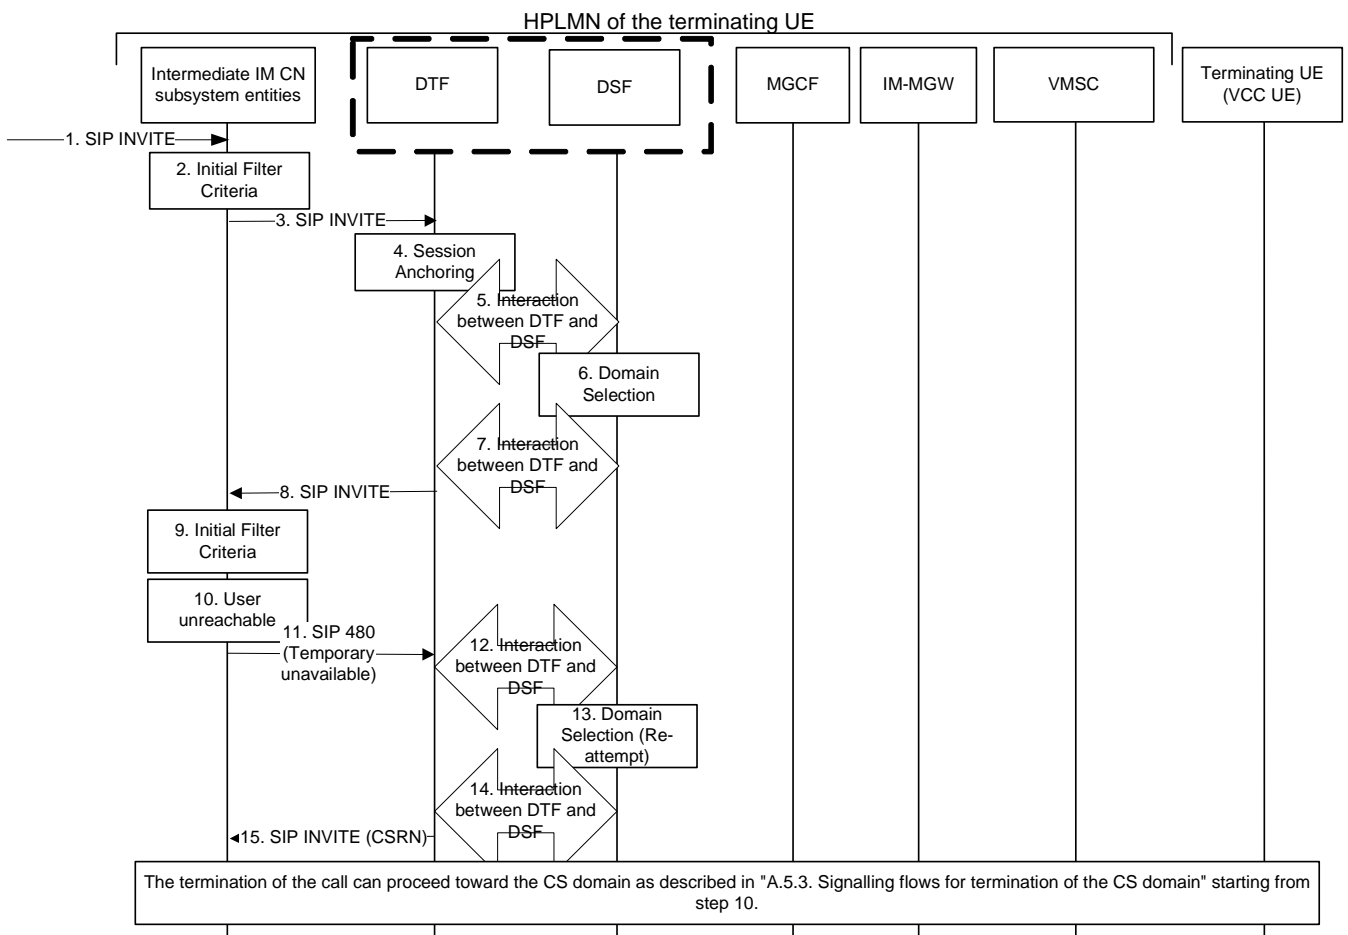 HPLMN of the terminating UE
Intermediate IM CN
subsystem entities
DTF
DSF
MGCF
IM-MGW
VMSC
Terminating UE
(VCC UE)
1. SIP INVITE
2. Initial Filter
Criteria
3. SIP INVITE
4. Session
Anchoring
5. Interaction
between DTF and
DSF
6. Domain
Selection
7. Interaction
between DTF and
DSF
8. SIP INVITE
9. Initial Filter
Criteria
10. User
unreachable
11. SIP 480
(Temporary
unavailable)
12. Interaction
between DTF and
DSF
13. Domain
Selection (Re-
attempt)
14. Interaction
between DTF and
DSF
15. SIP INVITE (CSRN)
The termination of the call can proceed toward the CS domain as described in "A.5.3. Signalling flows for termination of the CS domain" starting from
step 10.